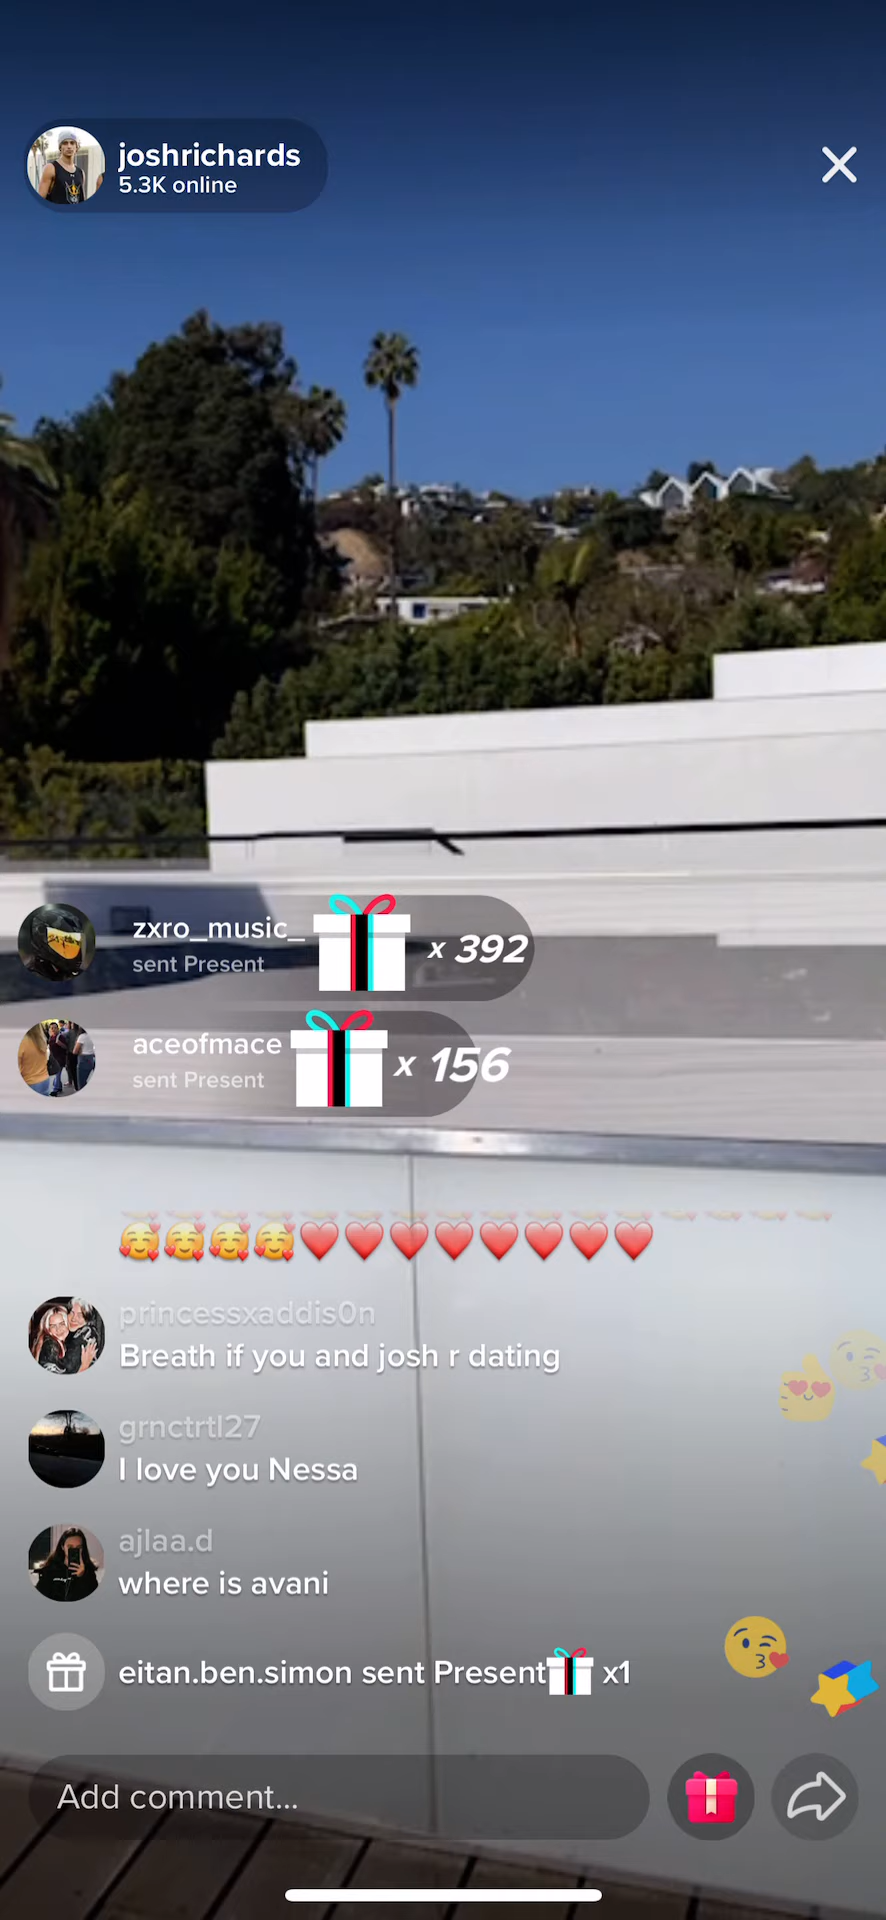 joshrichards
5.3K online
zxro_music_
sent Present
x 392
aceofmace
sent Present
x 156
🥰🥰🥰🥰❤️❤️❤️❤️❤️❤️❤️❤️
princessxaddis0n
Breath if you and josh r dating
grnctrtl27
I love you Nessa
ajlaa.d
where is avani
eitan.ben.simon sent Present x1
Add comment...